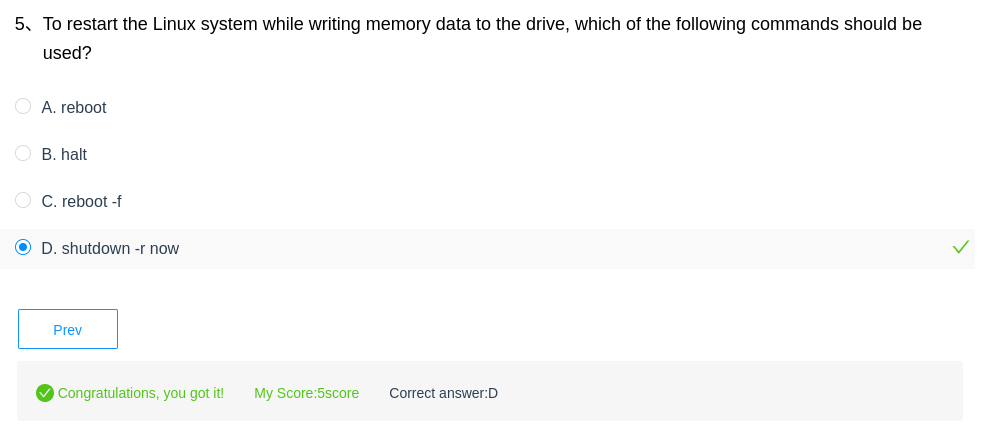 5、To restart the Linux system while writing memory data to the drive, which of the following commands should be
used?
A. reboot
B. halt
C. reboot -f
D. shutdown -r now
Prev
Congratulations, you got it! My Score:5score Correct answer:D